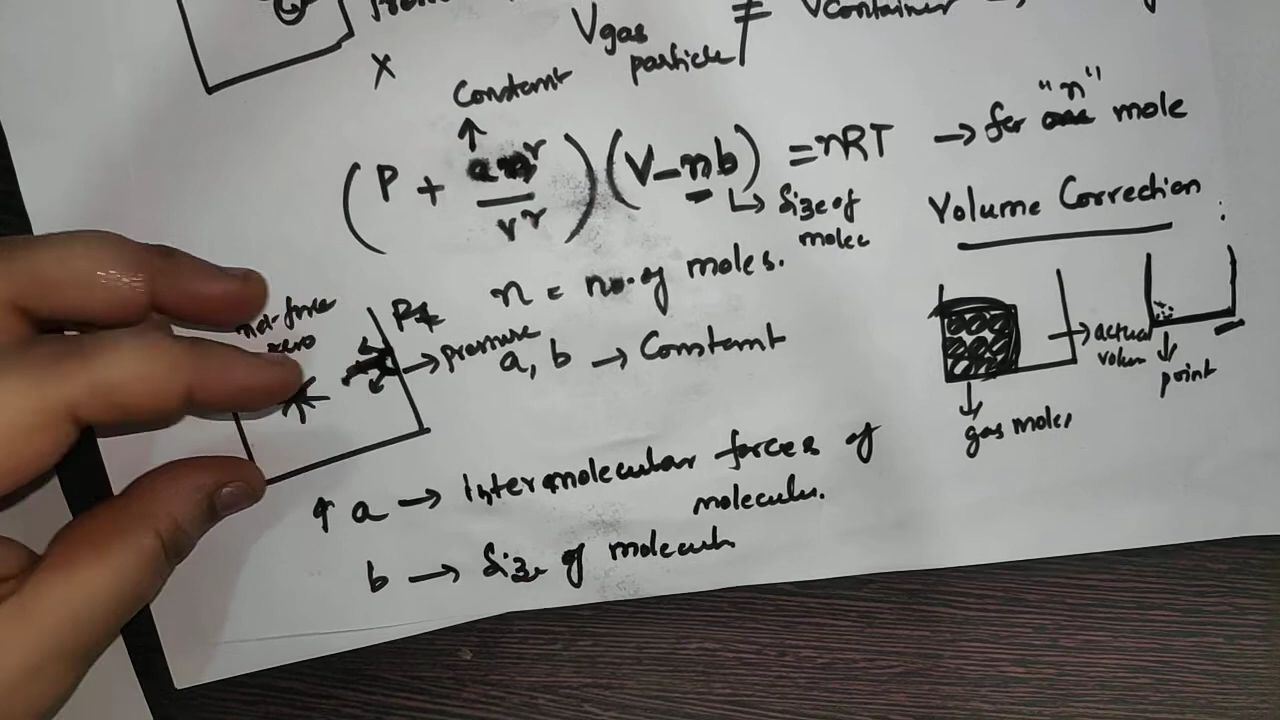 Vgas ≠ Vcontainer
particle
X
Constant
(P + an²/v²) (V-nb) = nRT → for "n" mole
↳ Size of
molec
Volume Correction :
n = no. of moles.
net-force
zero
→ pressure
a, b → Constant
→ actual
volum
point
gas molec
↑ a → Intermolecular forces of
molecules.
b → Size of molecule